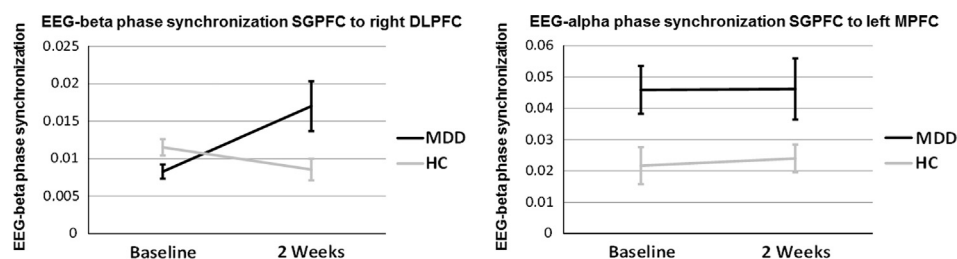 EEG-beta phase synchronization SGPFC to right DLPFC
EEG-beta phase synchronization
0.025
0.02
0.015
0.01
0.005
0
Baseline
2 Weeks
MDD
HC
EEG-alpha phase synchronization SGPFC to left MPFC
EEG-beta phase synchronization
0.06
0.05
0.04
0.03
0.02
0.01
0
Baseline
2 Weeks
MDD
HC